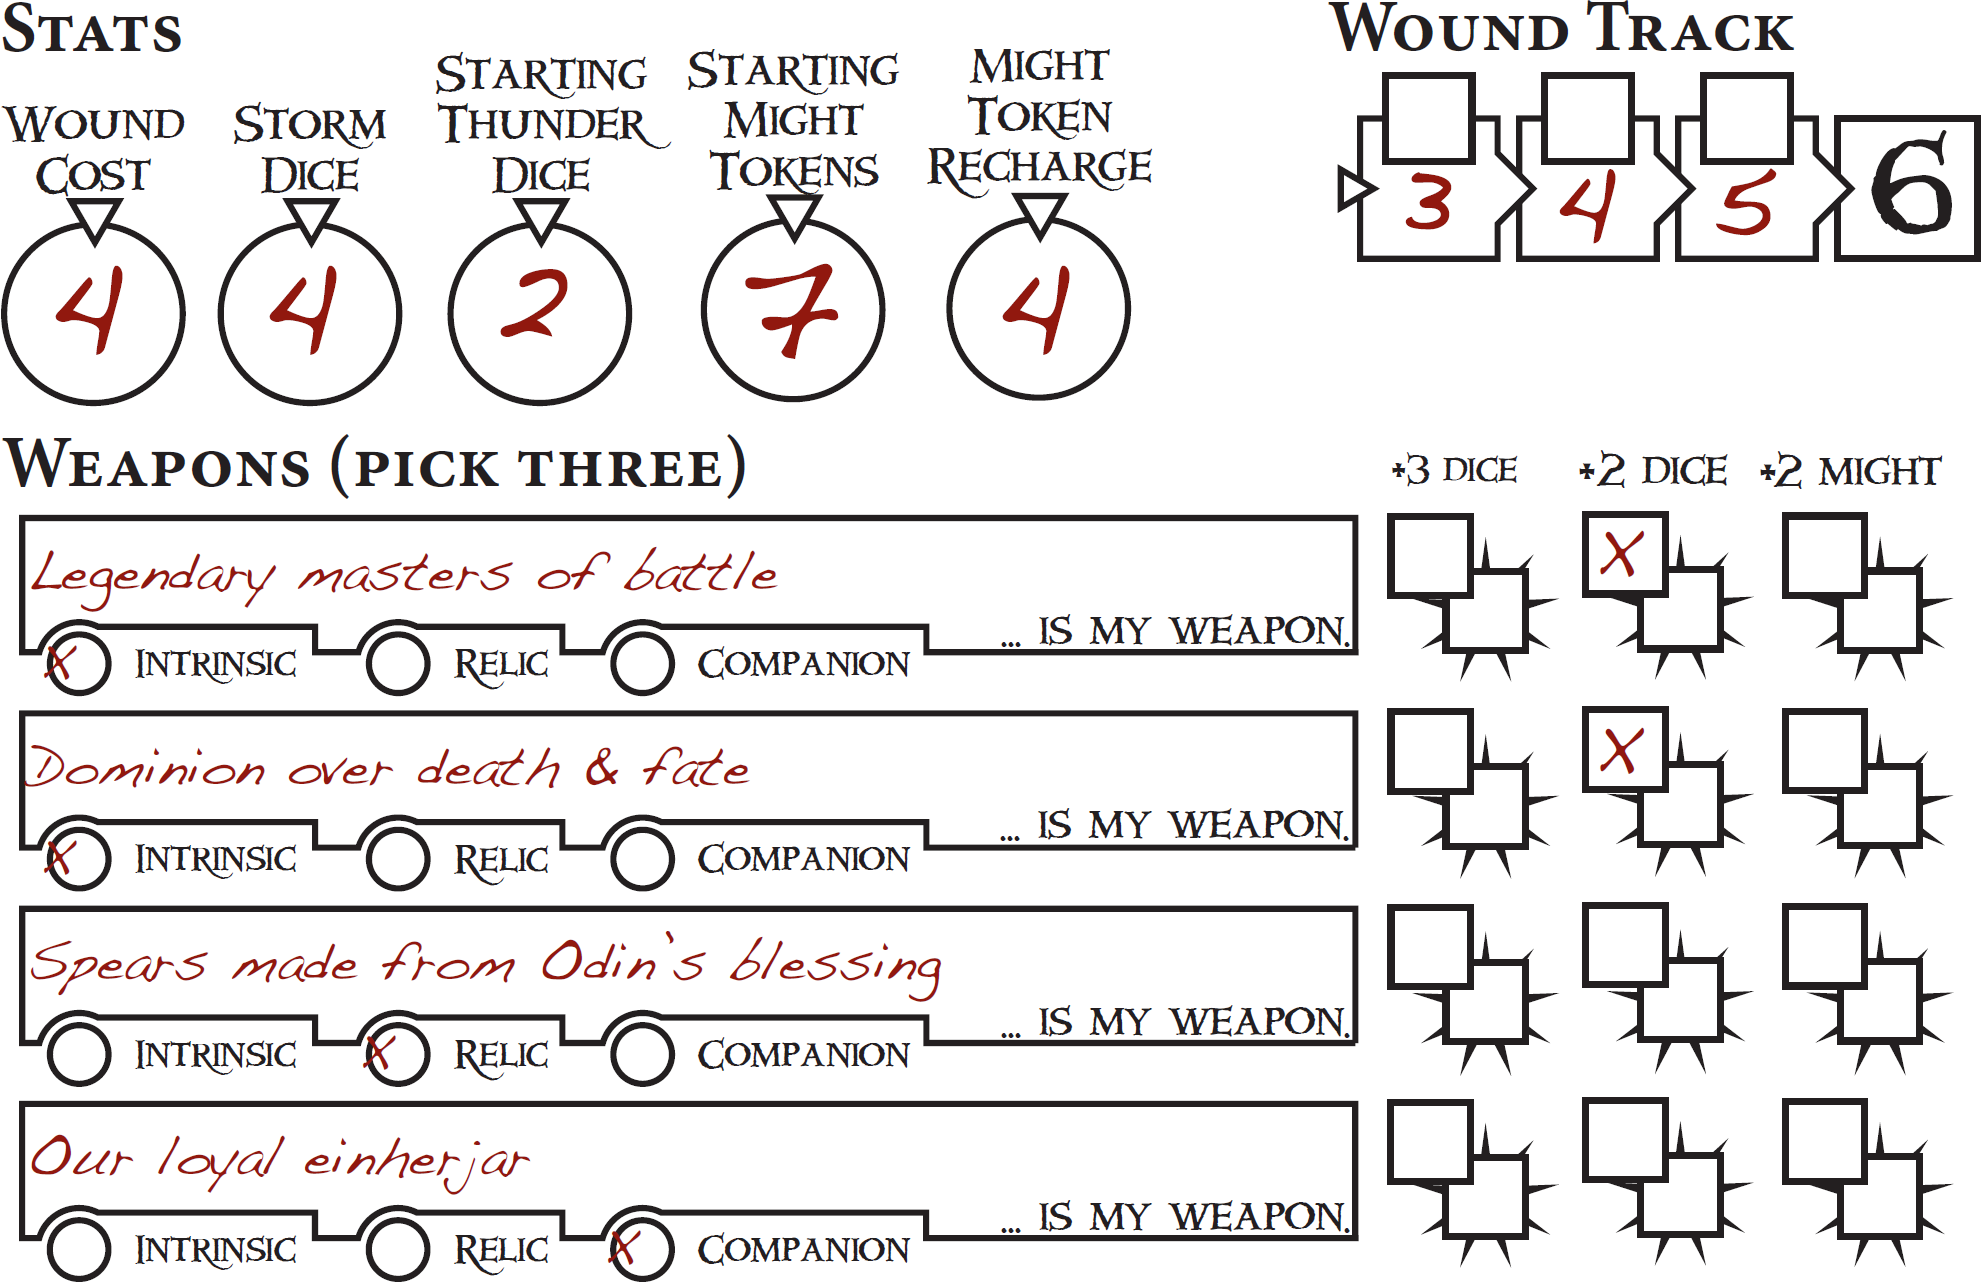 STATS
WOUND TRACK
WOUND
COST
STORM
DICE
STARTING
THUNDER
DICE
STARTING
MIGHT
TOKENS
MIGHT
TOKEN
RECHARGE
4
4
2
7
4
3
4
5
6
WEAPONS (PICK THREE)
+3 DICE
+2 DICE
+2 MIGHT
Legendary masters of battle
X
... IS MY WEAPON.
X INTRINSIC
RELIC
COMPANION
Dominion over death & fate
X
... IS MY WEAPON.
X INTRINSIC
RELIC
COMPANION
Spears made from Odin's blessing
... IS MY WEAPON.
INTRINSIC
X RELIC
COMPANION
Our loyal einherjar
... IS MY WEAPON.
INTRINSIC
RELIC
X COMPANION